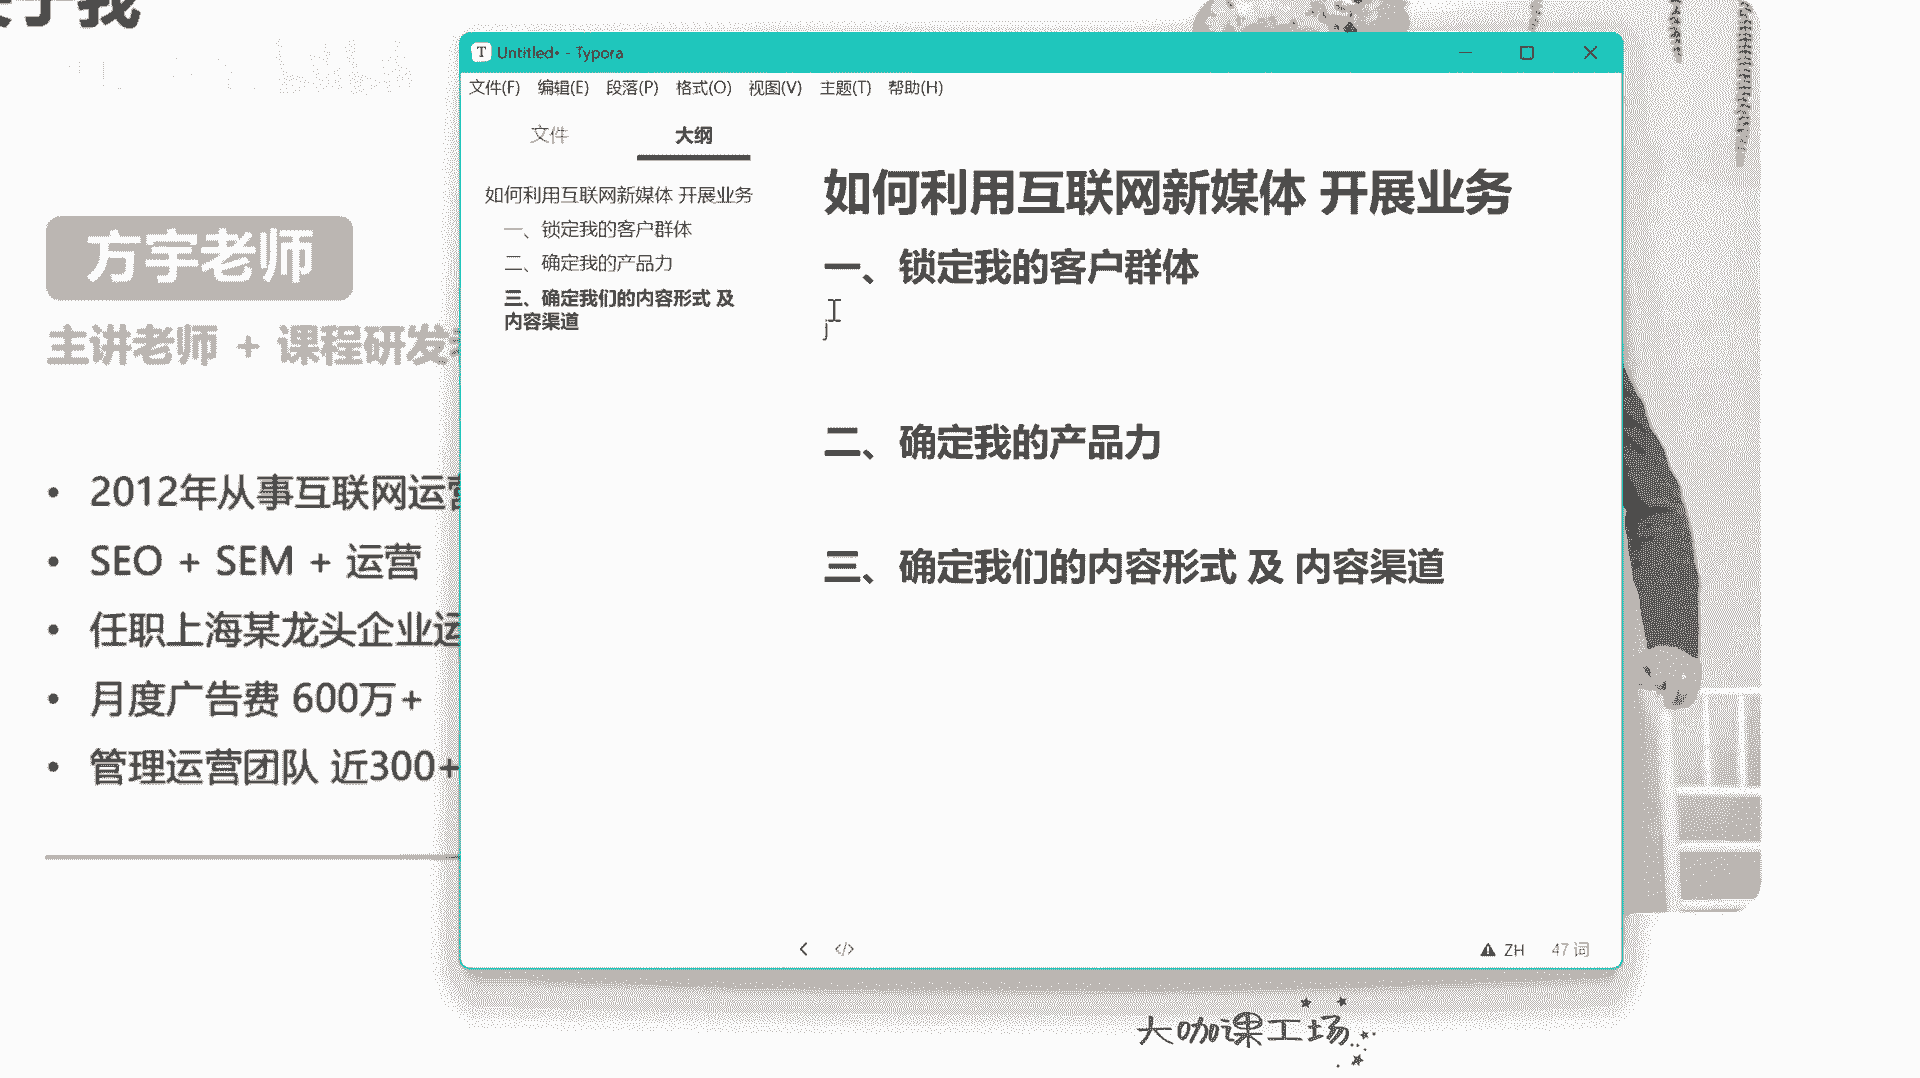 Untitled• - Typora
文件(F) 编辑(E) 段落(P) 格式(O) 视图(V) 主题(T) 帮助(H)
文件 大纲
如何利用互联网新媒体 开展业务
一、锁定我的客户群体
二、确定我的产品力
三、确定我们的内容形式 及
内容渠道
如何利用互联网新媒体 开展业务
一、锁定我的客户群体
j
二、确定我的产品力
三、确定我们的内容形式 及 内容渠道
</> ZH 47 词
方宇老师
主讲老师 + 课程研发
• 2012年从事互联网运营
• SEO + SEM + 运营
• 任职上海某龙头企业运
• 月度广告费 600万+
• 管理运营团队 近300+
大咖课工场